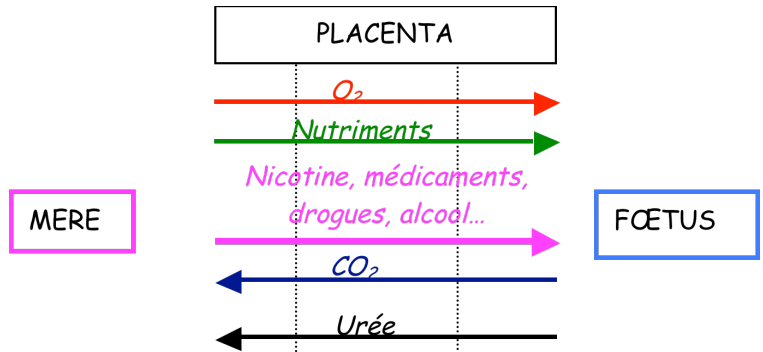 PLACENTA
O₂
Nutriments
Nicotine, médicaments,
drogues, alcool...
MERE
FŒTUS
CO₂
Urée